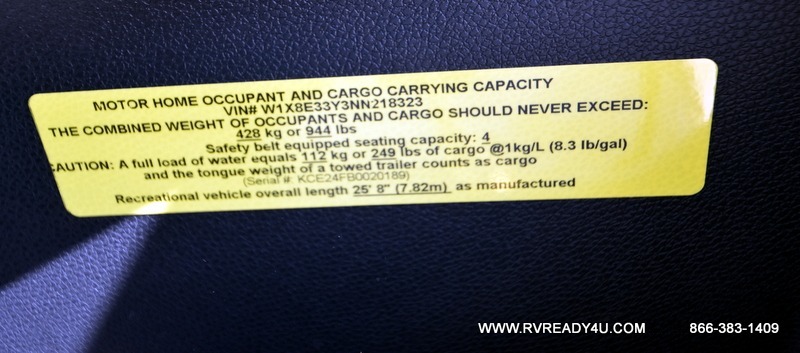 MOTOR HOME OCCUPANT AND CARGO CARRYING CAPACITY
VIN# W1X8E33Y3NN218323
THE COMBINED WEIGHT OF OCCUPANTS AND CARGO SHOULD NEVER EXCEED:
428 kg or 944 lbs
Safety belt equipped seating capacity: 4
CAUTION: A full load of water equals 112 kg or 249 lbs of cargo @1kg/L (8.3 lb/gal)
and the tongue weight of a towed trailer counts as cargo
(Serial #: KCE24FB0020189)
Recreational vehicle overall length 25' 8" (7.82m) as manufactured
WWW.RVREADY4U.COM 866-383-1409